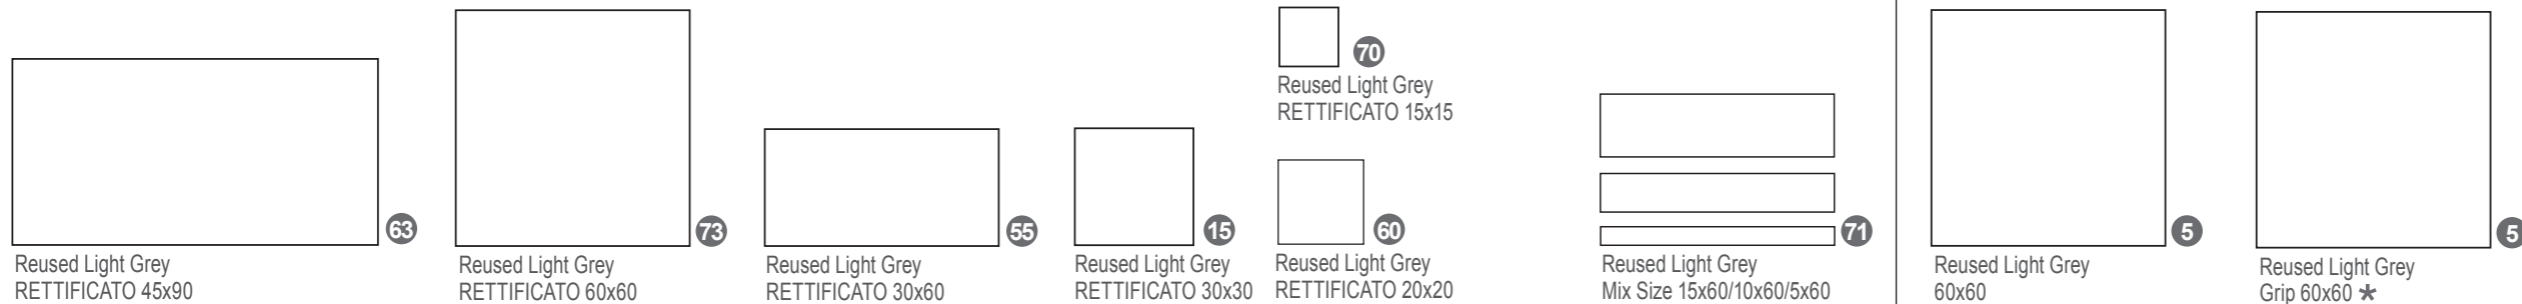 63
Reused Light Grey
RETTIFICATO 45x90
73
Reused Light Grey
RETTIFICATO 60x60
55
Reused Light Grey
RETTIFICATO 30x60
15
Reused Light Grey
RETTIFICATO 30x30
70
Reused Light Grey
RETTIFICATO 15x15
60
Reused Light Grey
RETTIFICATO 20x20
71
Reused Light Grey
Mix Size 15x60/10x60/5x60
5
Reused Light Grey
60x60
5
Reused Light Grey
Grip 60x60 *